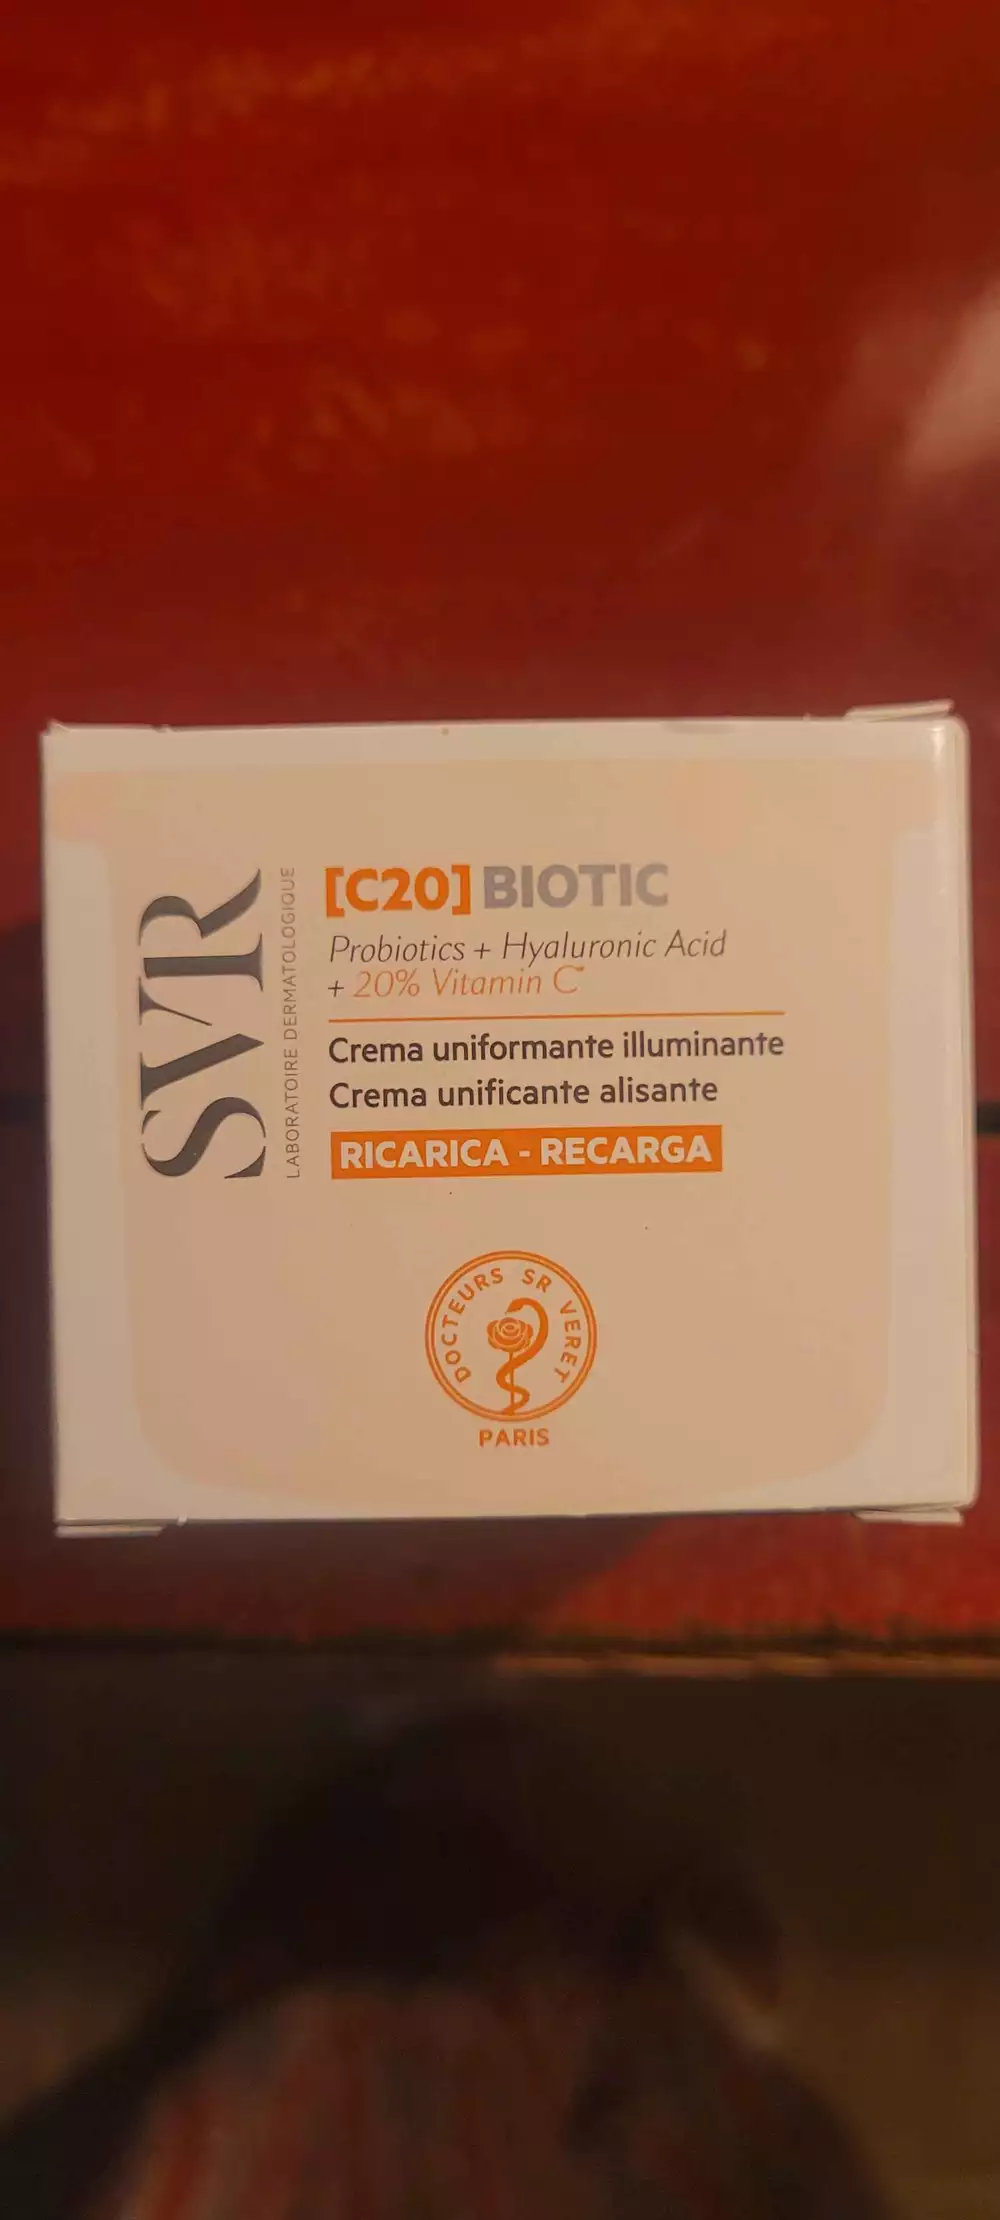 SVR
LABORATOIRE DERMATOLOGIQUE
[C20] BIOTIC
Probiotics + Hyaluronic Acid
+ 20% Vitamin C*
Crema uniformante illuminante
Crema unificante alisante
RICARICA - RECARGA
DOCTEURS SR VERET
PARIS